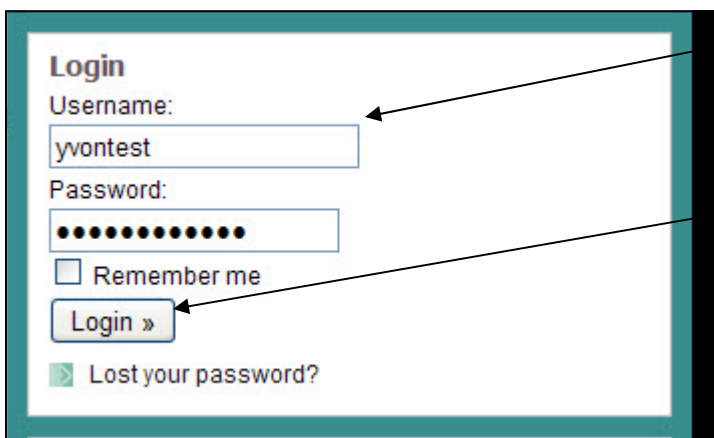 Login
Username:
yvontest
Password:
●●●●●●●●●●●●
Remember me
Login »
Lost your password?